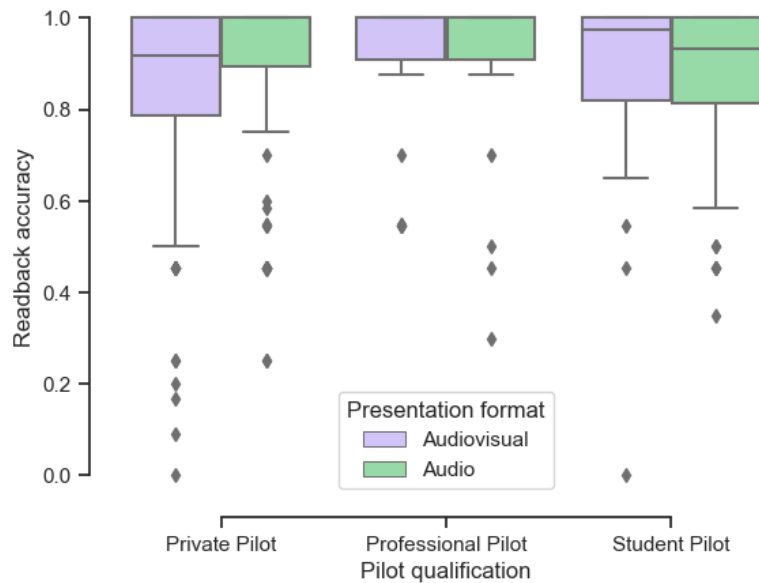 1.0
0.8
0.6
0.4
0.2
0.0
Readback accuracy
Presentation format
Audiovisual
Audio
Private Pilot
Professional Pilot
Student Pilot
Pilot qualification